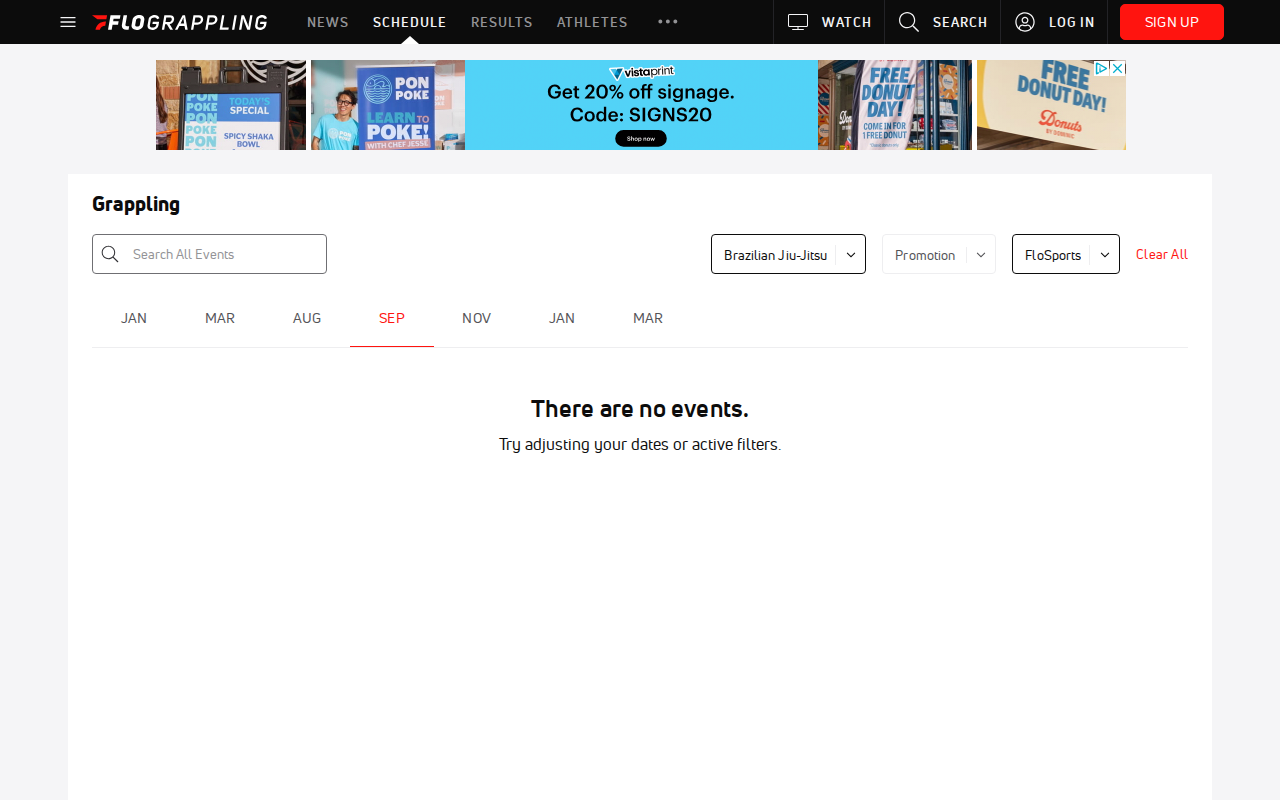 FLOGRAPPLING NEWS SCHEDULE RESULTS ATHLETES WATCH SEARCH LOG IN SIGN UP
TODAY'S
SPECIAL
SPICY SHAKA
BOWL
PON
POKE
LEARN TO
POKE!
WITH CHEF JESSE
vistaprint
Get 20% off signage.
Code: SIGNS20
Shop now
FREE
DONUT
DAY!
COME IN FOR
1 FREE DONUT
FREE
DONUT DAY!
Donuts
BY DOMINIC
Grappling
Search All Events
Brazilian Jiu-Jitsu Promotion FloSports Clear All
JAN MAR AUG SEP NOV JAN MAR
There are no events.
Try adjusting your dates or active filters.